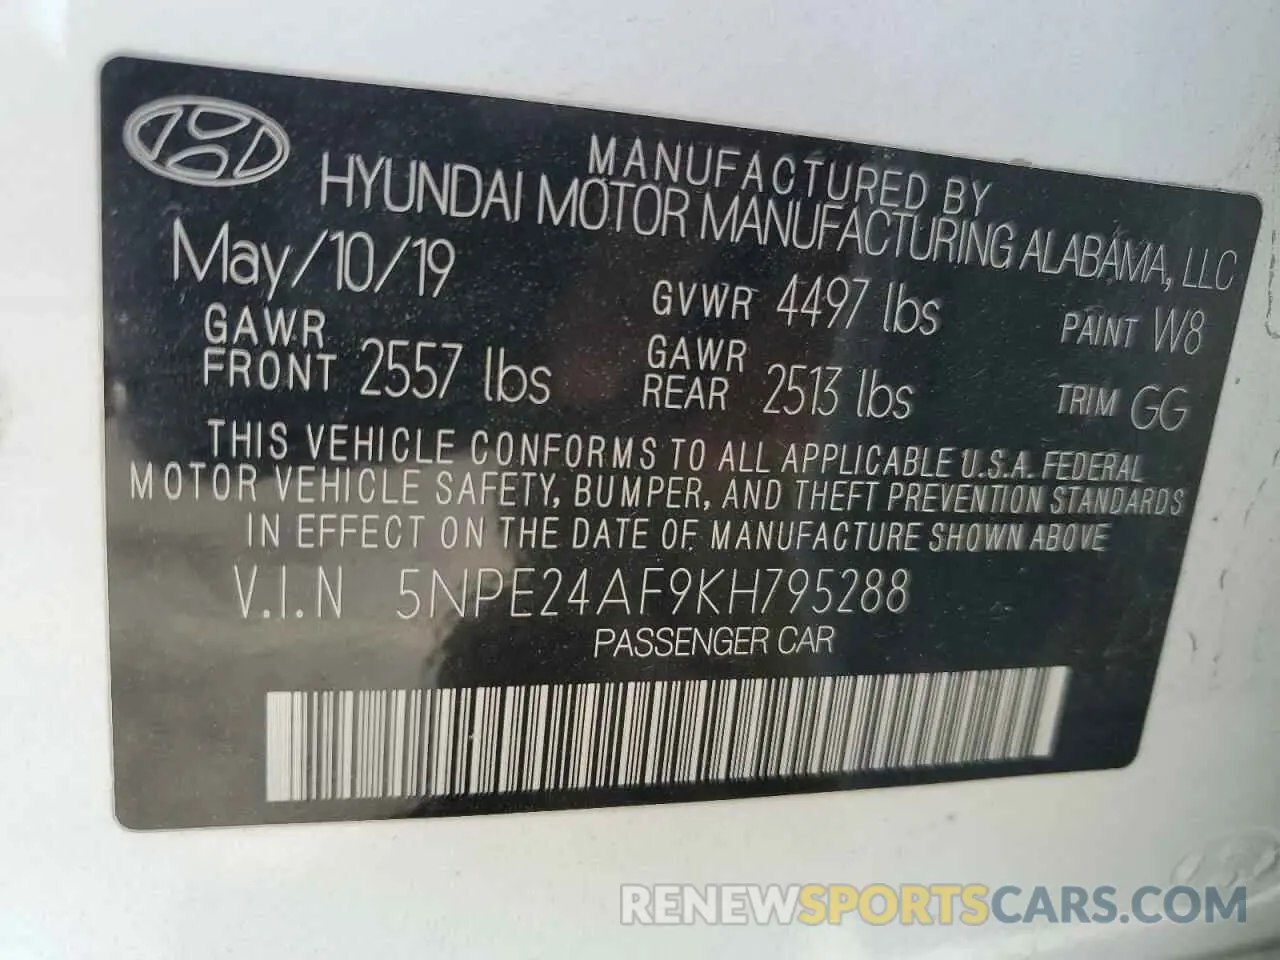 MANUFACTURED BY
HYUNDAI MOTOR MANUFACTURING ALABAMA, LLC
May/10/19
GVWR 4497 lbs
PAINT W8
GAWR FRONT 2557 lbs
GAWR REAR 2513 lbs
TRIM GG
THIS VEHICLE CONFORMS TO ALL APPLICABLE U.S.A. FEDERAL
MOTOR VEHICLE SAFETY, BUMPER, AND THEFT PREVENTION STANDARDS
IN EFFECT ON THE DATE OF MANUFACTURE SHOWN ABOVE
V.I.N 5NPE24AF9KH795288
PASSENGER CAR
RENEWSPORTSCARS.COM